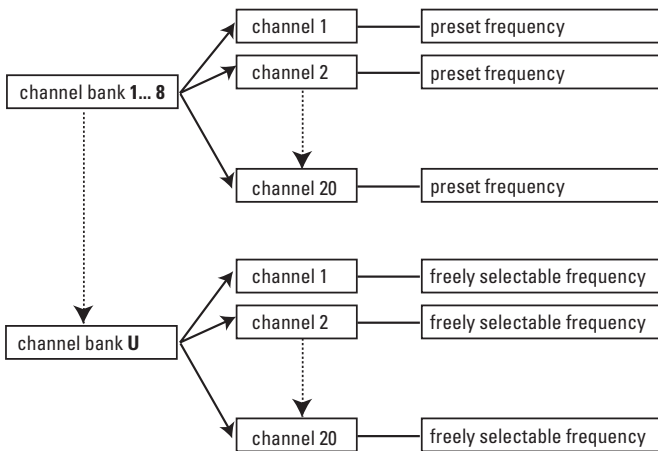 channel 1 preset frequency
channel 2 preset frequency
channel bank 1... 8
channel 20 preset frequency
channel 1 freely selectable frequency
channel 2 freely selectable frequency
channel bank U
channel 20 freely selectable frequency